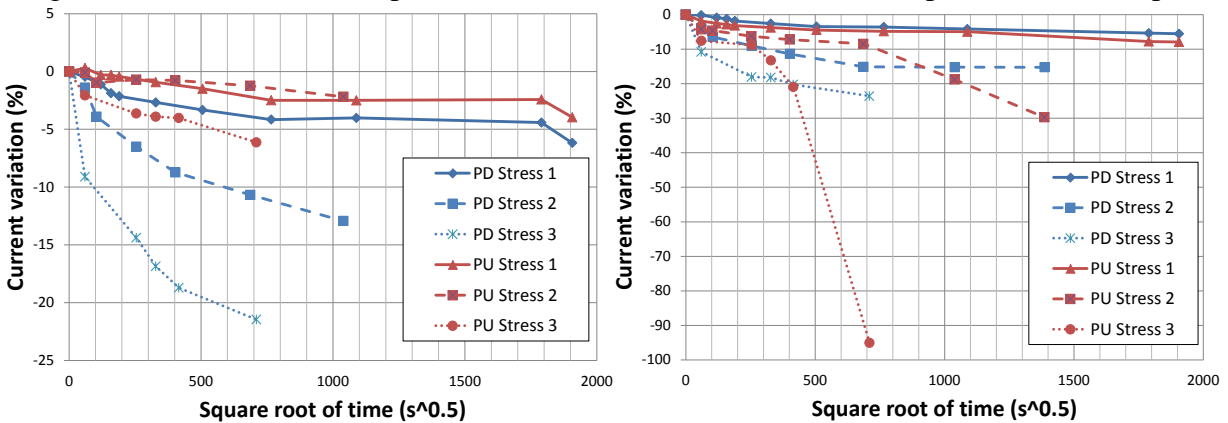 5
0
-5
-10
-15
-20
-25
Current variation (%)
0 500 1000 1500 2000
Square root of time (s^0.5)
PD Stress 1
PD Stress 2
PD Stress 3
PU Stress 1
PU Stress 2
PU Stress 3
0
-10
-20
-30
-40
-50
-60
-70
-80
-90
-100
Current variation (%)
0 500 1000 1500 2000
Square root of time (s^0.5)
PD Stress 1
PD Stress 2
PD Stress 3
PU Stress 1
PU Stress 2
PU Stress 3